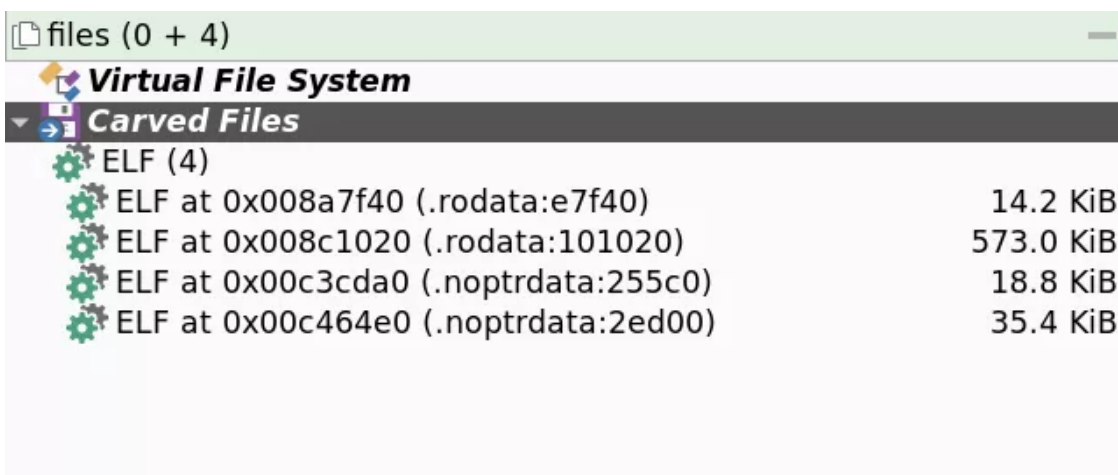 files (0 + 4)
Virtual File System
Carved Files
ELF (4)
ELF at 0x008a7f40 (.rodata:e7f40) 14.2 KiB
ELF at 0x008c1020 (.rodata:101020) 573.0 KiB
ELF at 0x00c3cda0 (.noptrdata:255c0) 18.8 KiB
ELF at 0x00c464e0 (.noptrdata:2ed00) 35.4 KiB